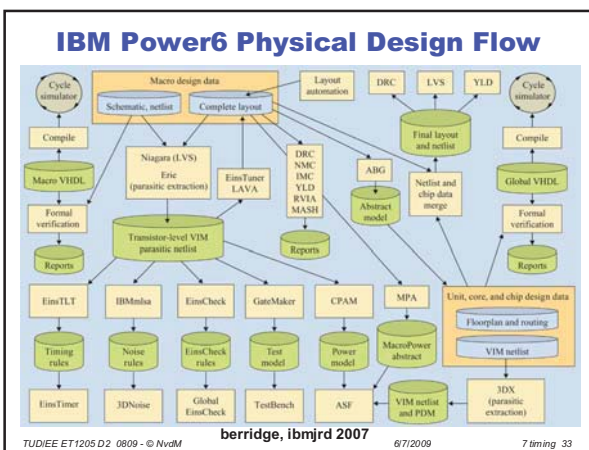 IBM Power6 Physical Design Flow
Cycle
simulator
Macro design data
Schematic, netlist
Complete layout
Layout
automation
DRC
LVS
YLD
Cycle
simulator
Compile
Final layout
and netlist
Compile
Macro VHDL
Niagara (LVS)
Erie
(parasitic extraction)
EinsTuner
LAVA
DRC
NMC
IMC
YLD
RVIA
MASH
ABG
Netlist and
chip data
merge
Global VHDL
Formal
verification
Abstract
model
Formal
verification
Reports
Transistor-level VIM
parasitic netlist
Reports
Reports
EinsTLT
IBMmlsa
EinsCheck
GateMaker
CPAM
MPA
Unit, core, and chip design data
Floorplan and routing
VIM netlist
Timing
rules
Noise
rules
EinsCheck
rules
Test
model
Power
model
MacroPower
abstract
EinsTimer
3DNoise
Global
EinsCheck
TestBench
ASF
VIM netlist
and PDM
3DX
(parasitic
extraction)
berridge, ibmjrd 2007
TUD/EE ET1205 D2 0809 - © NvdM
6/7/2009
7 timing 33